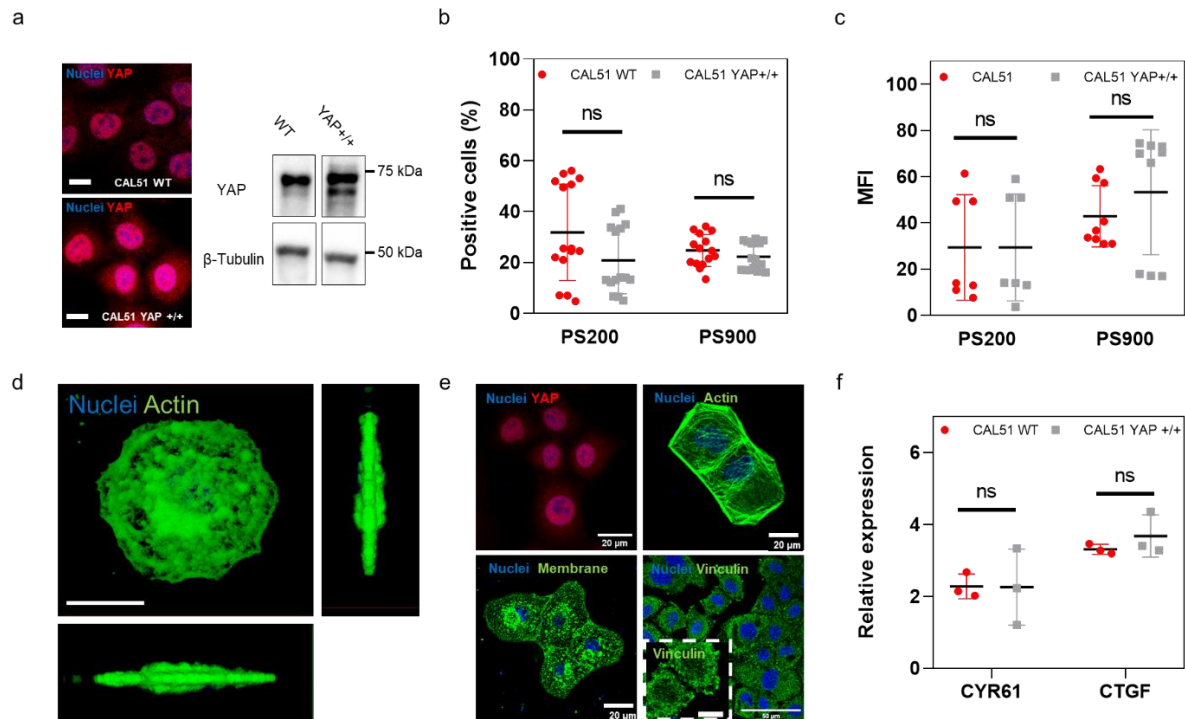 a
Nuclei YAP
CAL51 WT
Nuclei YAP
CAL51 YAP +/+
WT
YAP+/+
YAP
75 kDa
β-Tubulin
50 kDa
b
CAL51 WT
CAL51 YAP+/+
ns
ns
Positive cells (%)
100
80
60
40
20
0
PS200
PS900
c
CAL51
CAL51 YAP+/+
ns
ns
MFI
100
80
60
40
20
0
PS200
PS900
d
Nuclei Actin
e
Nuclei YAP
20 µm
Nuclei Actin
20 µm
Nuclei Membrane
20 µm
Nuclei Vinculin
Vinculin
50 µm
f
CAL51 WT
CAL51 YAP +/+
ns
ns
Relative expression
6
4
2
0
CYR61
CTGF